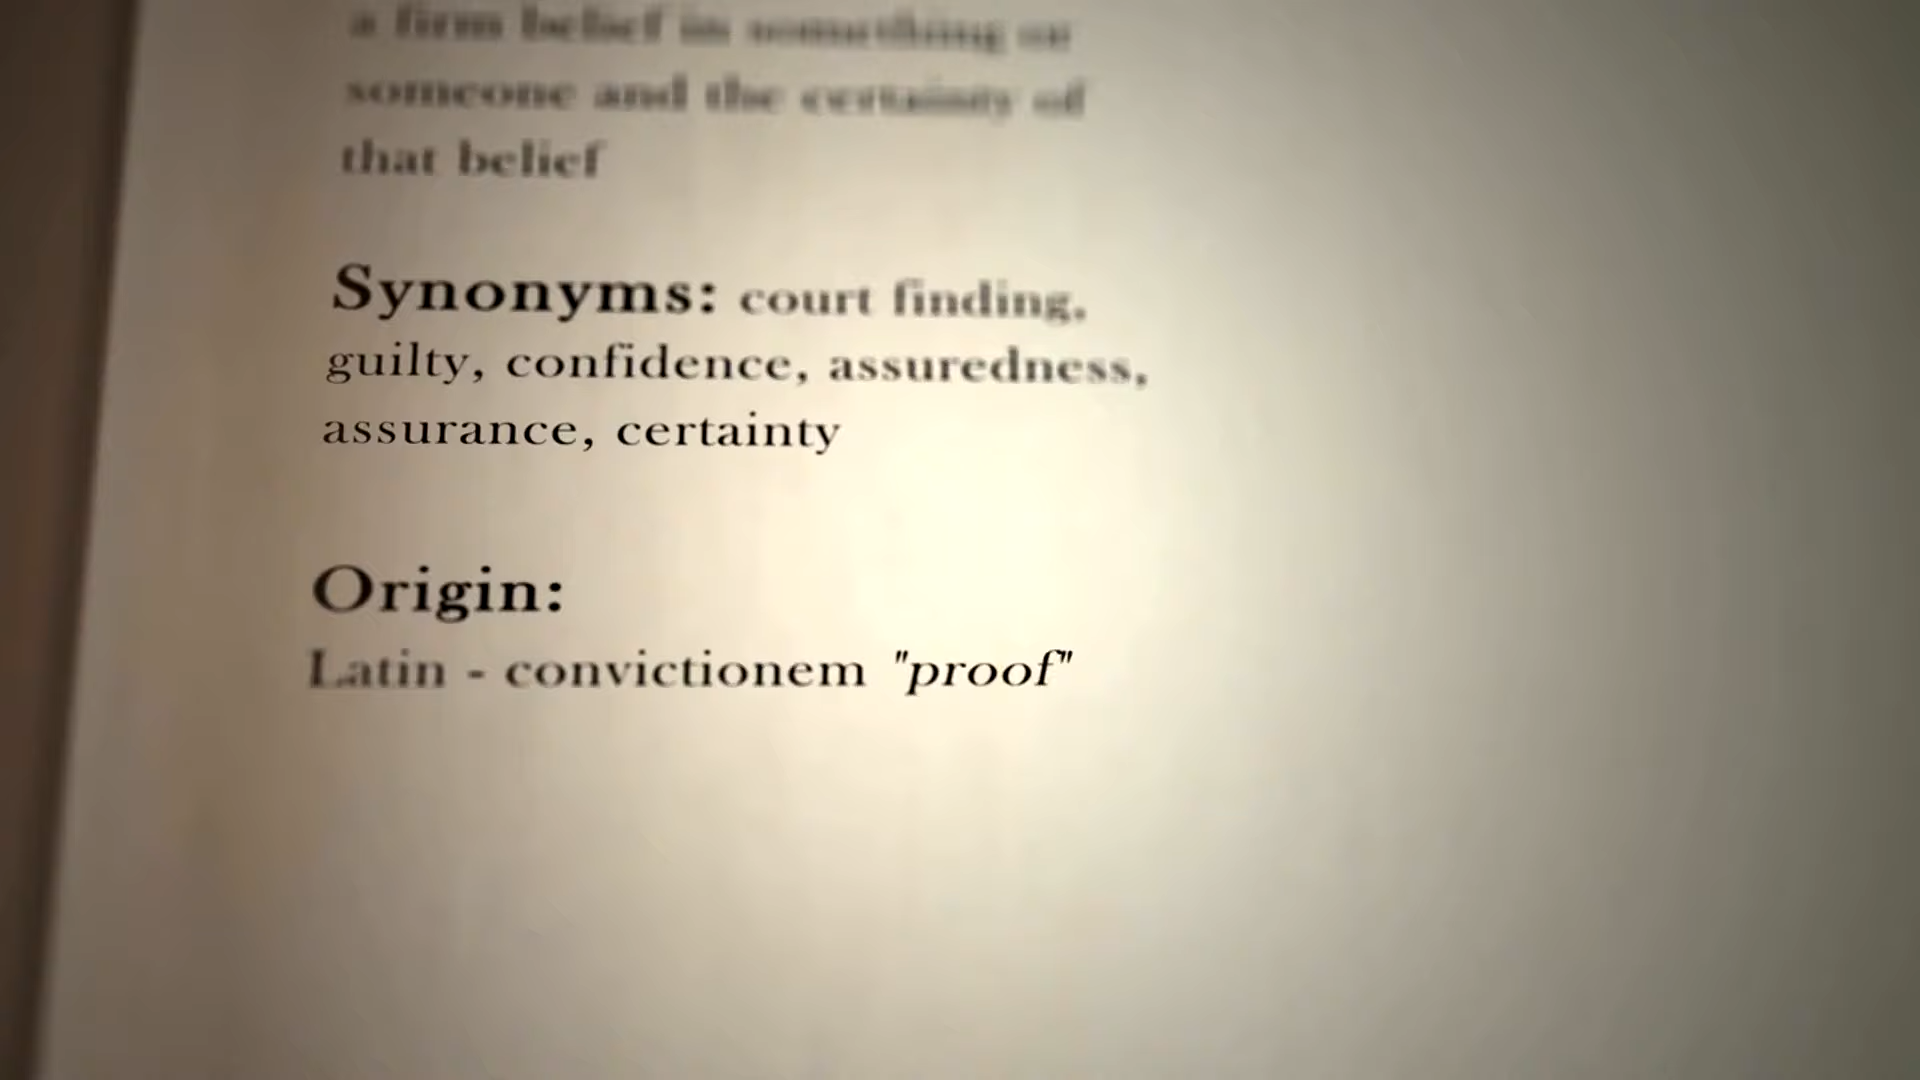 a firm belief in something or
someone and the certainty of
that belief
Synonyms: court finding,
guilty, confidence, assuredness,
assurance, certainty
Origin:
Latin - convictionem "proof"